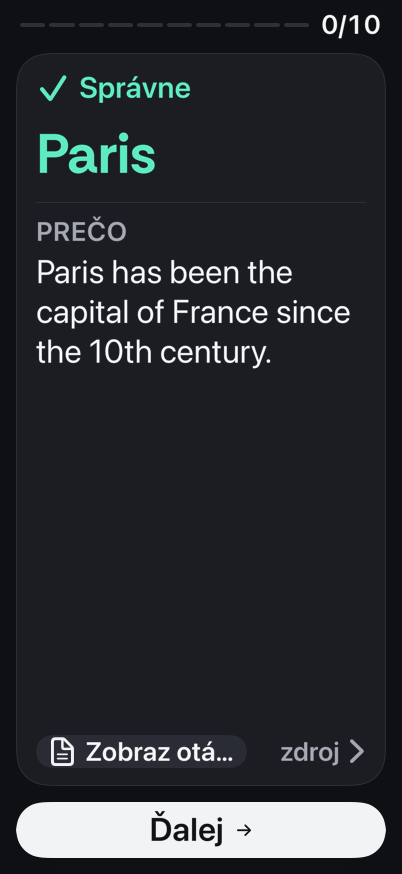 0/10
Správne
Paris
PREČO
Paris has been the
capital of France since
the 10th century.
Zobraz otá...
zdroj
Ďalej →